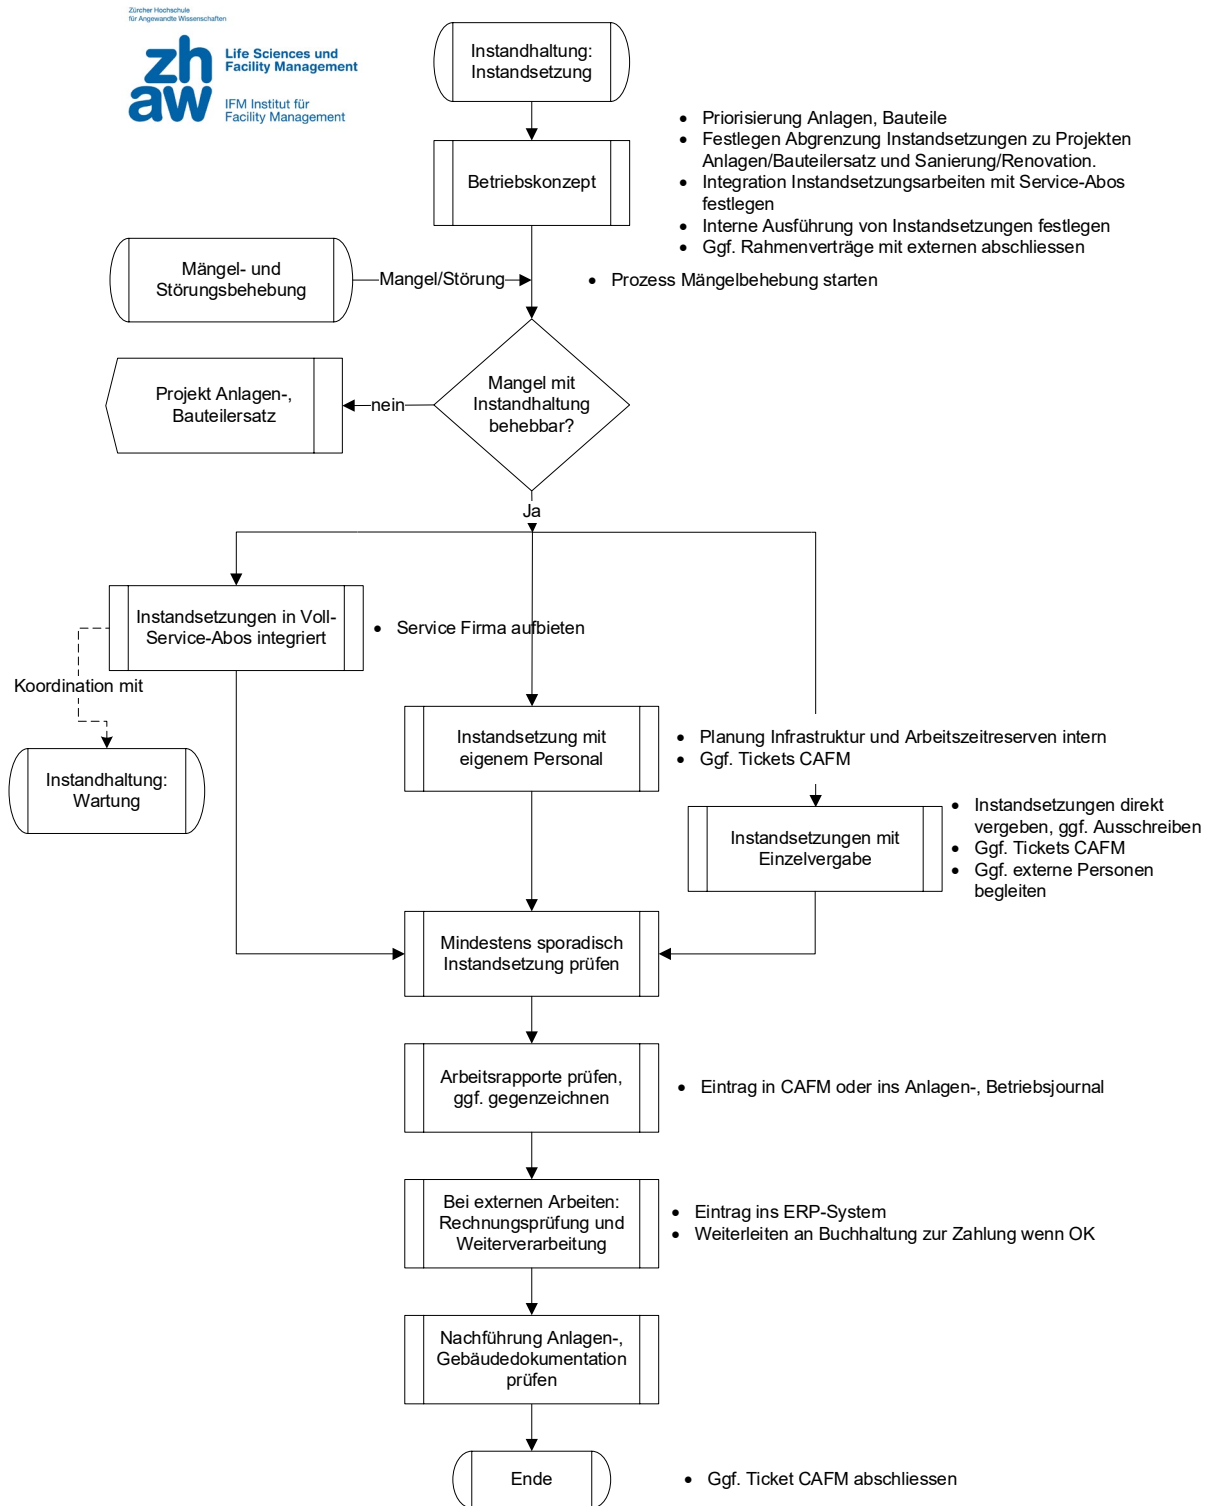 Zürcher Hochschule
für Angewandte Wissenschaften
zh
aw
Life Sciences und
Facility Management
IFM Institut für
Facility Management
Instandhaltung:
Instandsetzung
Betriebskonzept
• Priorisierung Anlagen, Bauteile
• Festlegen Abgrenzung Instandsetzungen zu Projekten
Anlagen/Bauteilersatz und Sanierung/Renovation.
• Integration Instandsetzungsarbeiten mit Service-Abos
festlegen
• Interne Ausführung von Instandsetzungen festlegen
• Ggf. Rahmenverträge mit externen abschliessen
Mängel- und
Störungsbehebung
Mangel/Störung
• Prozess Mängelbehebung starten
Mangel mit
Instandhaltung
behebbar?
nein
Projekt Anlagen-,
Bauteilersatz
Ja
Instandsetzungen in Voll-
Service-Abos integriert
• Service Firma aufbieten
Koordination mit
Instandhaltung:
Wartung
Instandsetzung mit
eigenem Personal
• Planung Infrastruktur und Arbeitszeitreserven intern
• Ggf. Tickets CAFM
Instandsetzungen mit
Einzelvergabe
• Instandsetzungen direkt
vergeben, ggf. Ausschreiben
• Ggf. Tickets CAFM
• Ggf. externe Personen
begleiten
Mindestens sporadisch
Instandsetzung prüfen
Arbeitsrapporte prüfen,
ggf. gegenzeichnen
• Eintrag in CAFM oder ins Anlagen-, Betriebsjournal
Bei externen Arbeiten:
Rechnungsprüfung und
Weiterverarbeitung
• Eintrag ins ERP-System
• Weiterleiten an Buchhaltung zur Zahlung wenn OK
Nachführung Anlagen-,
Gebäudedokumentation
prüfen
Ende
• Ggf. Ticket CAFM abschliessen